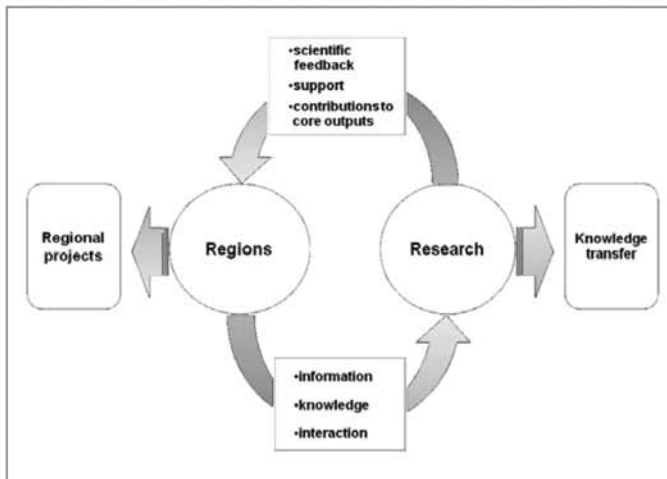 •scientific
feedback
•support
•contributions to
core outputs
Regional
projects
Regions
Research
Knowledge
transfer
•information
•knowledge
•interaction